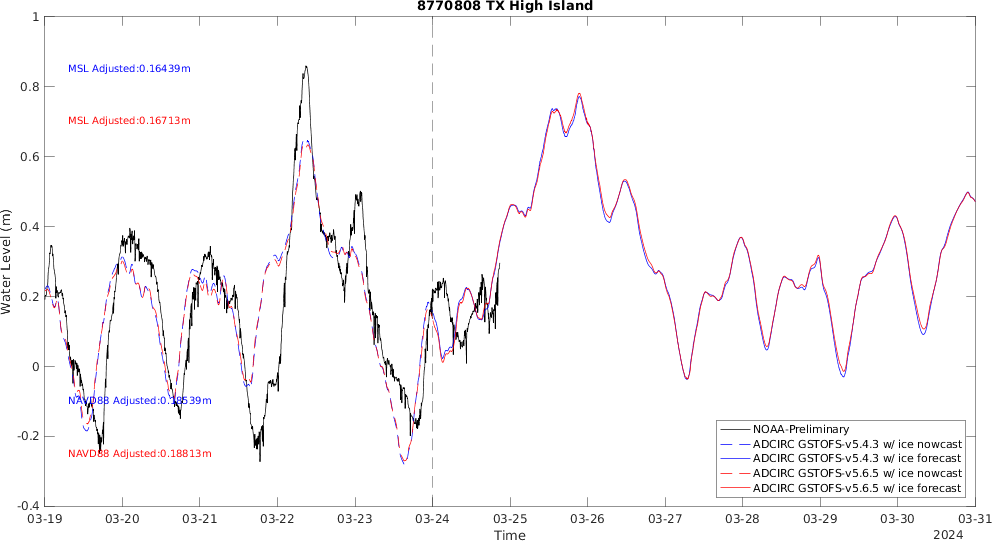 8770808 TX High Island
1
0.8
0.6
0.4
0.2
0
-0.2
-0.4
Water Level (m)
MSL Adjusted:0.16439m
MSL Adjusted:0.16713m
NAVD88 Adjusted:0.18539m
NAVD88 Adjusted:0.18813m
NOAA-Preliminary
ADCIRC GSTOFS-v5.4.3 w/ ice nowcast
ADCIRC GSTOFS-v5.4.3 w/ ice forecast
ADCIRC GSTOFS-v5.6.5 w/ ice nowcast
ADCIRC GSTOFS-v5.6.5 w/ ice forecast
03-19 03-20 03-21 03-22 03-23 03-24 03-25 03-26 03-27 03-28 03-29 03-30 03-31
Time
2024